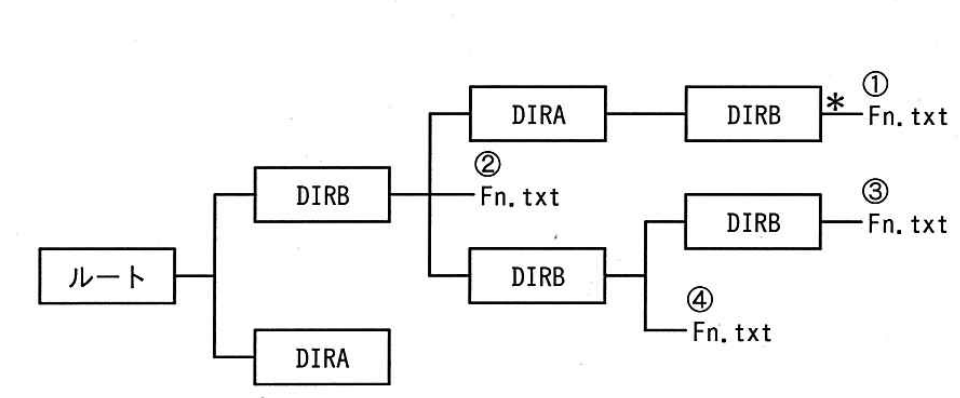 ①
DIRA DIRB * Fn.txt
②
③
DIRB Fn.txt
DIRB Fn.txt
ルート DIRB
④
Fn.txt
DIRA